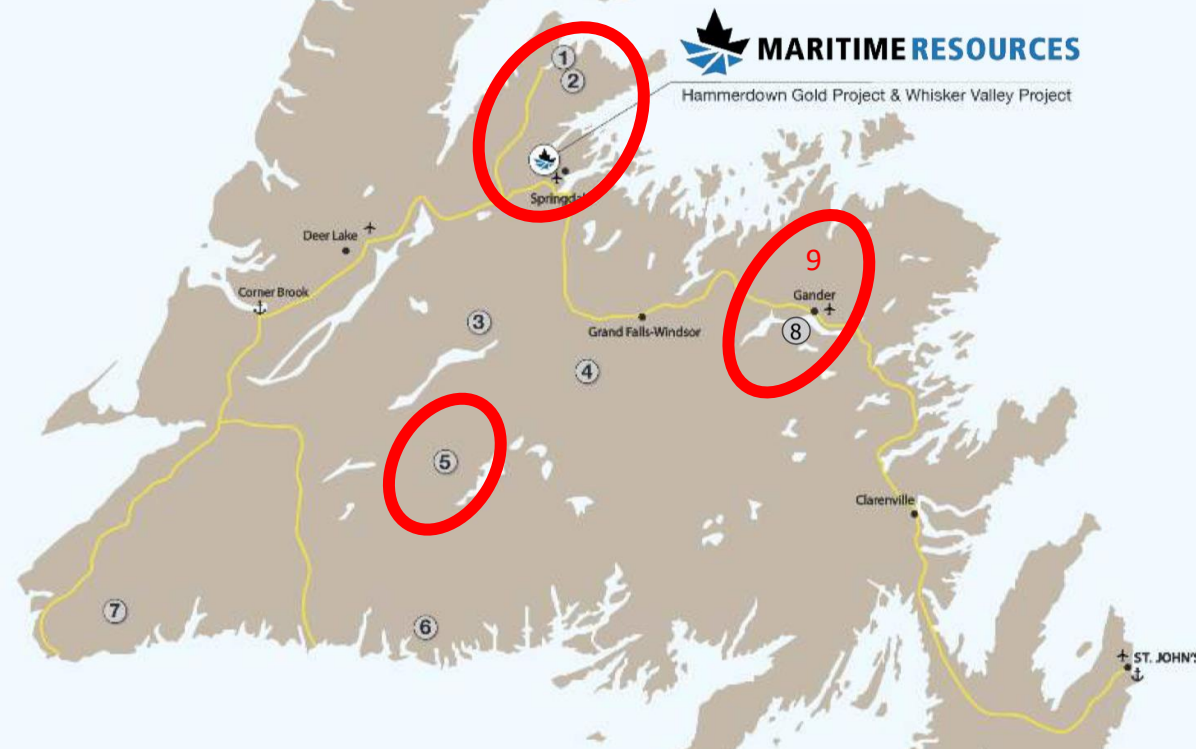 MARITIME RESOURCES
Hammerdown Gold Project & Whisker Valley Project
1
2
Springdal
Deer Lake
9
Corner Brook
Gander
3
Grand Falls-Windsor
8
4
5
Clarenville
7
6
ST. JOHN'S